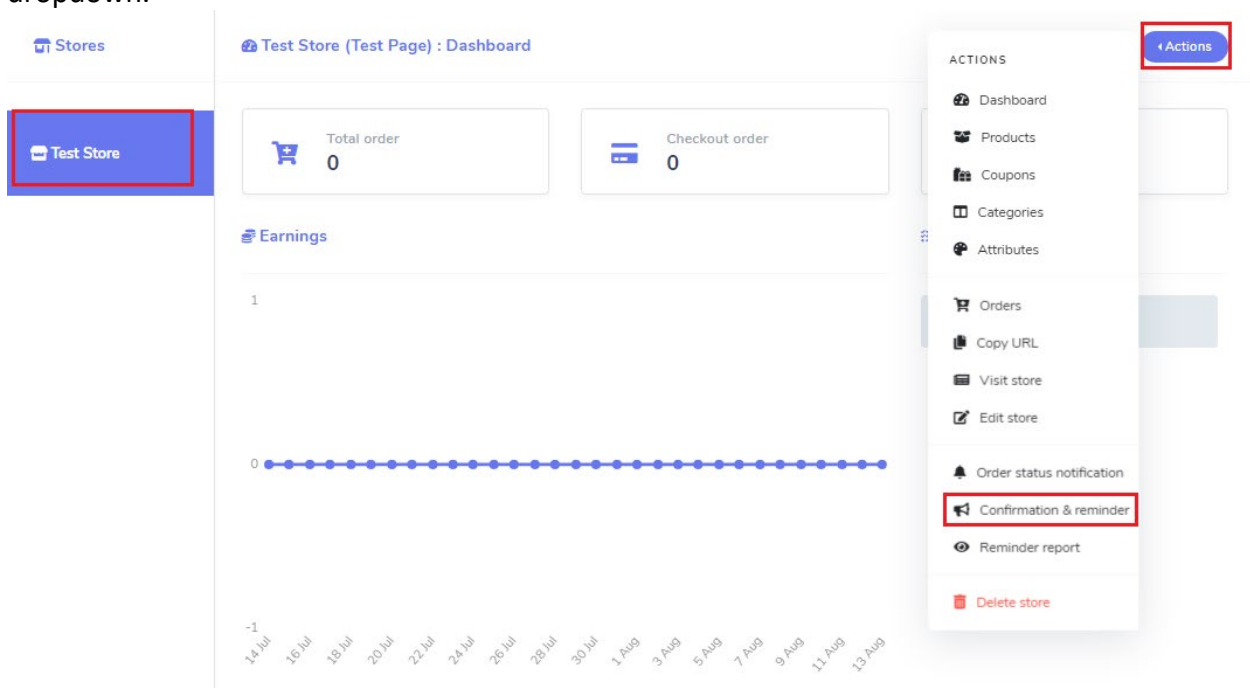 dropdown.
Stores
Test Store (Test Page) : Dashboard
Actions
Test Store
Total order
0
Checkout order
0
Earnings
1
0
-1
14 Jul
16 Jul
18 Jul
20 Jul
22 Jul
24 Jul
26 Jul
28 Jul
30 Jul
1 Aug
3 Aug
5 Aug
7 Aug
9 Aug
11 Aug
13 Aug
ACTIONS
Dashboard
Products
Coupons
Categories
Attributes
Orders
Copy URL
Visit store
Edit store
Order status notification
Confirmation & reminder
Reminder report
Delete store